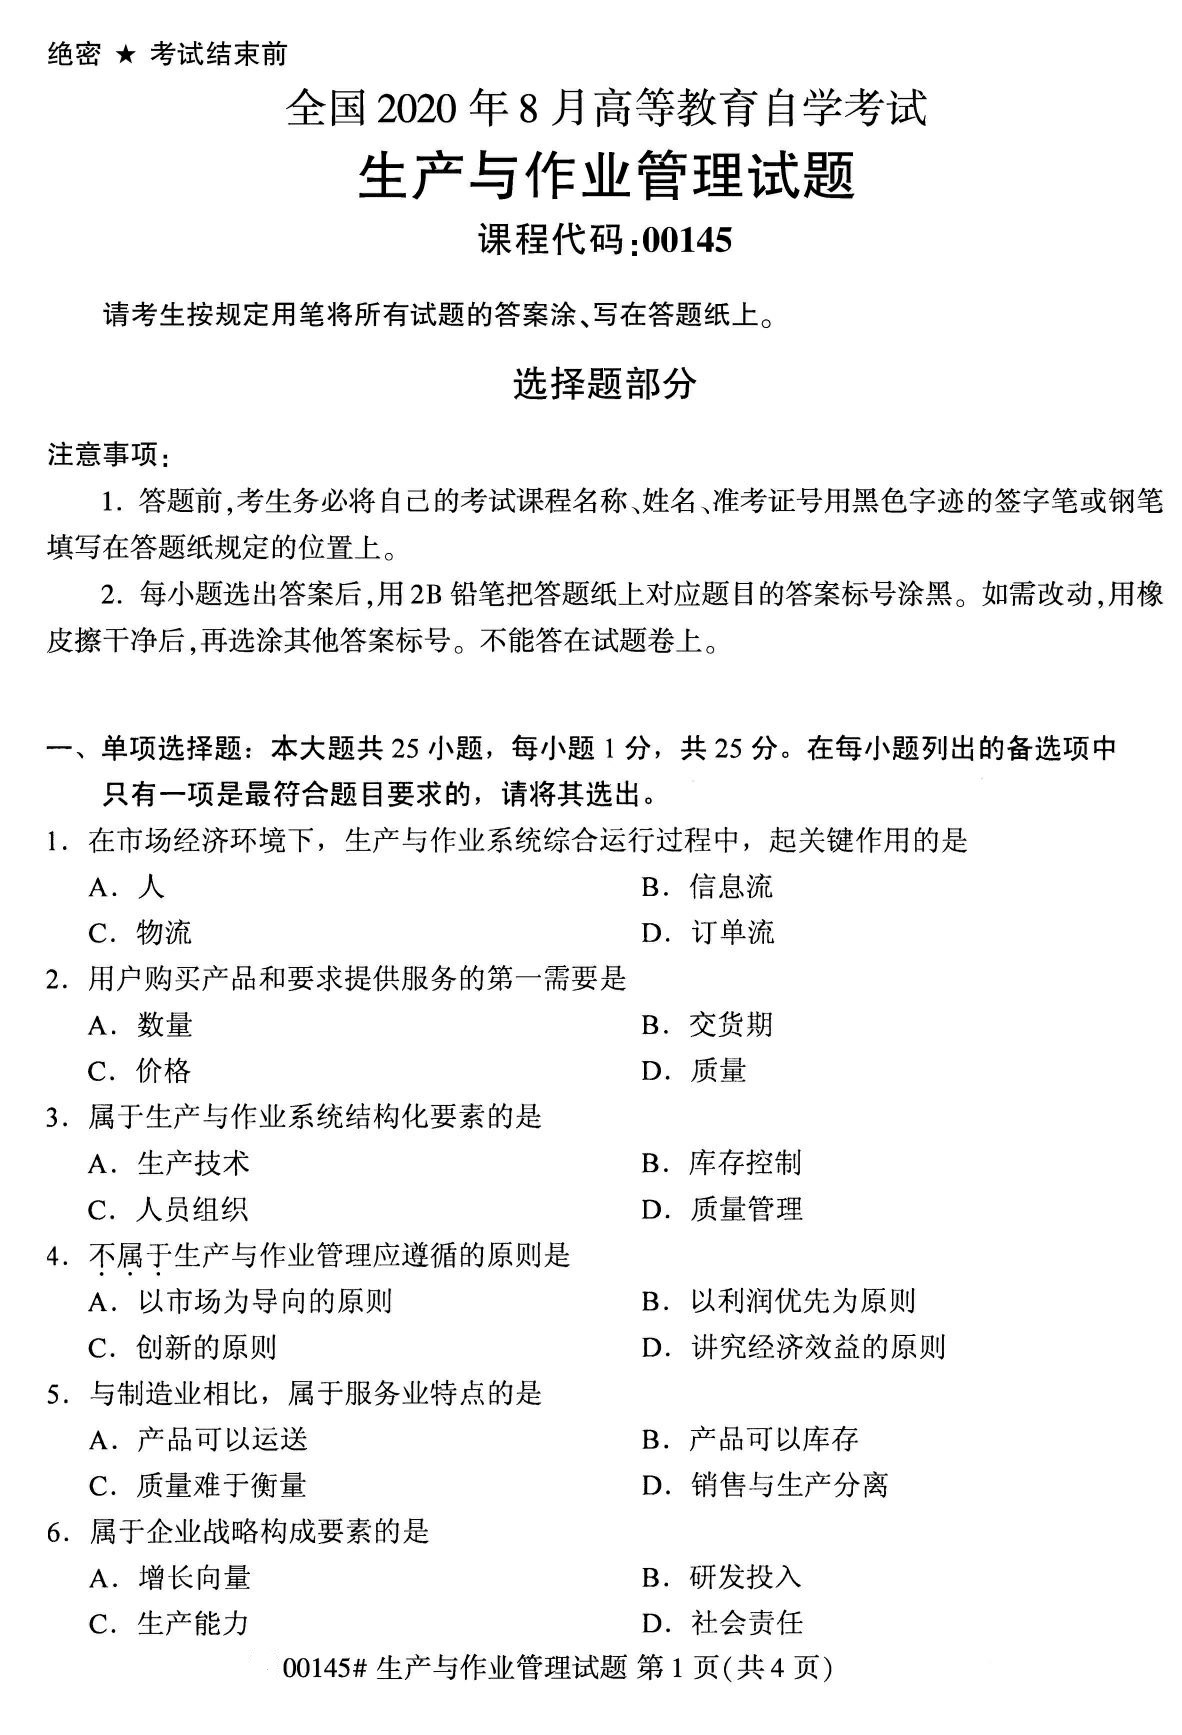 绝密 ★ 考试结束前
全国 2020 年 8 月高等教育自学考试
生产与作业管理试题
课程代码:00145
请考生按规定用笔将所有试题的答案涂、写在答题纸上。
选择题部分
注意事项:
1. 答题前,考生务必将自己的考试课程名称、姓名、准考证号用黑色字迹的签字笔或钢笔
填写在答题纸规定的位置上。
2. 每小题选出答案后,用 2B 铅笔把答题纸上对应题目的答案标号涂黑。如需改动,用橡
皮擦干净后,再选涂其他答案标号。不能答在试题卷上。
一、单项选择题：本大题共 25 小题，每小题 1 分，共 25 分。在每小题列出的备选项中
只有一项是最符合题目要求的，请将其选出。
1．在市场经济环境下，生产与作业系统综合运行过程中，起关键作用的是
A．人 B．信息流
C．物流 D．订单流
2．用户购买产品和要求提供服务的第一需要是
A．数量 B．交货期
C．价格 D．质量
3．属于生产与作业系统结构化要素的是
A．生产技术 B．库存控制
C．人员组织 D．质量管理
4．不属于生产与作业管理应遵循的原则是
A．以市场为导向的原则 B．以利润优先为原则
C．创新的原则 D．讲究经济效益的原则
5．与制造业相比，属于服务业特点的是
A．产品可以运送 B．产品可以库存
C．质量难于衡量 D．销售与生产分离
6．属于企业战略构成要素的是
A．增长向量 B．研发投入
C．生产能力 D．社会责任
00145# 生产与作业管理试题 第 1 页(共 4 页)